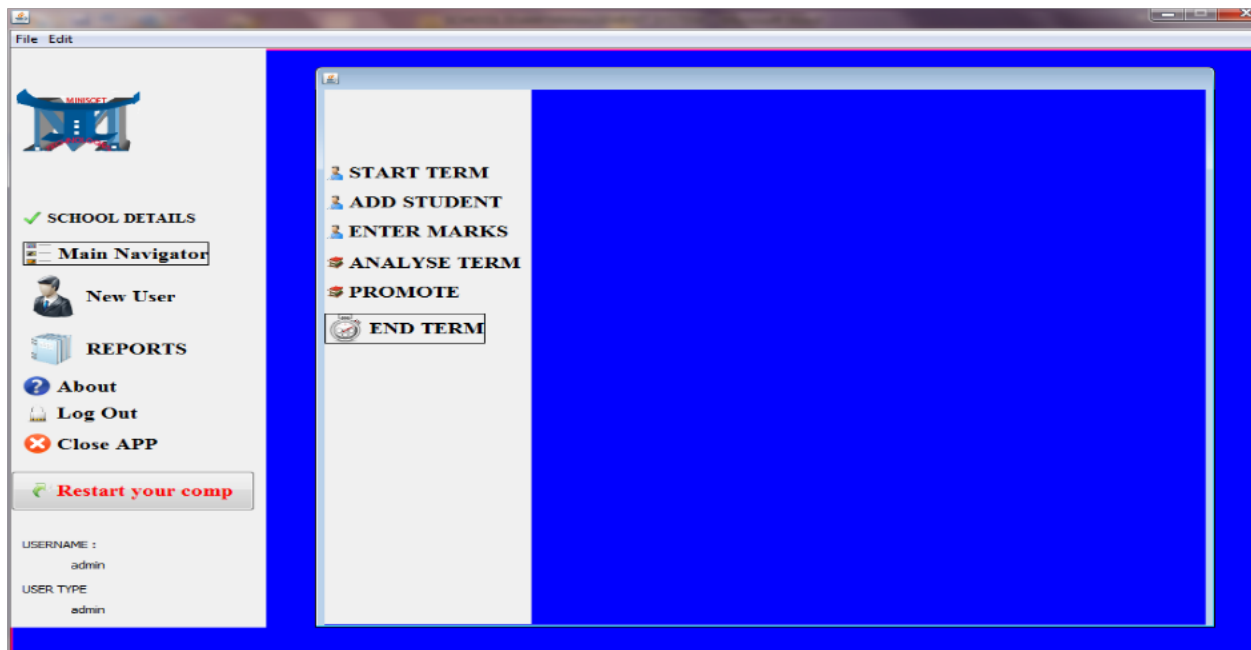 File Edit
MINISOFT
SCHOOL DETAILS
Main Navigator
New User
REPORTS
About
Log Out
Close APP
Restart your comp
USERNAME :
admin
USER TYPE
admin
START TERM
ADD STUDENT
ENTER MARKS
ANALYSE TERM
PROMOTE
END TERM